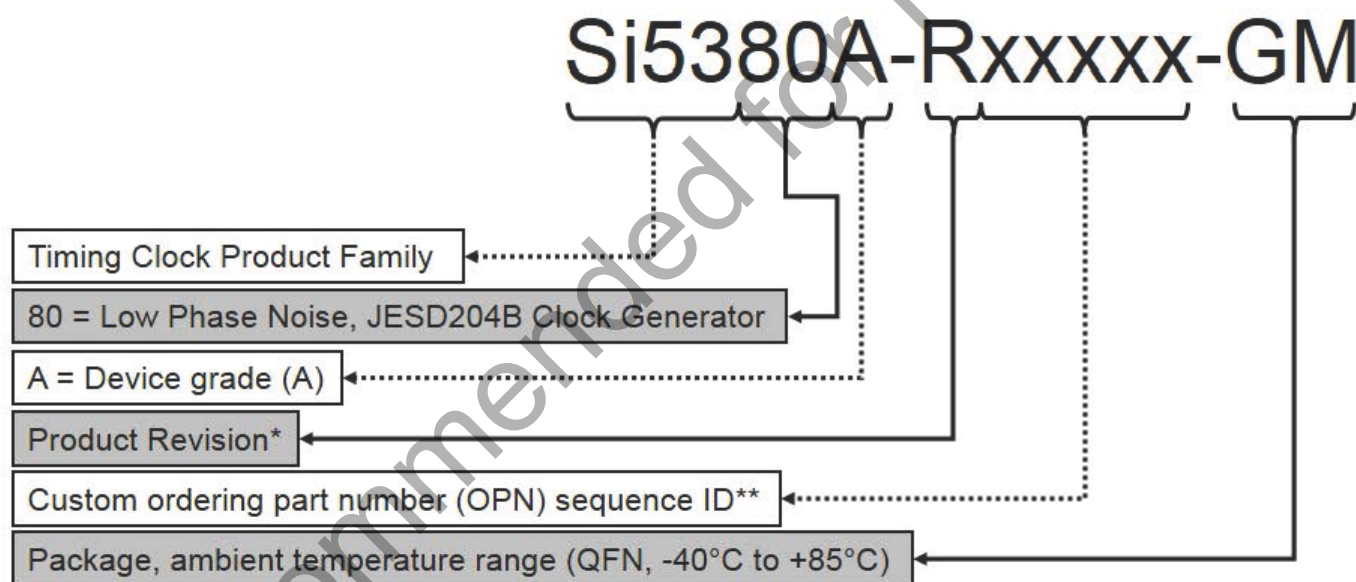 Si5380A-Rxxxxx-GM
Timing Clock Product Family
80 = Low Phase Noise, JESD204B Clock Generator
A = Device grade (A)
Product Revision*
Custom ordering part number (OPN) sequence ID**
Package, ambient temperature range (QFN, -40°C to +85°C)